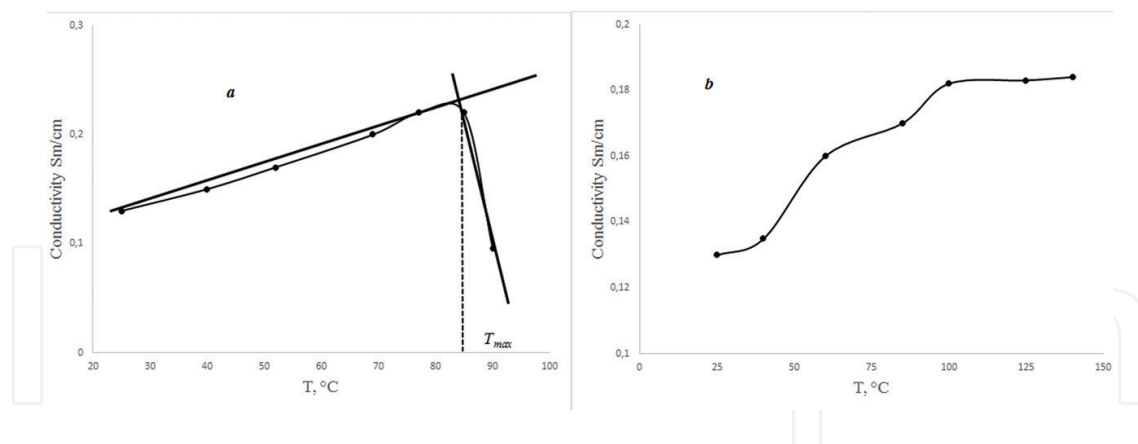 0,3
0,2
0,1
0
Conductivity Sm/cm
a
T max
20 30 40 50 60 70 80 90 100
T, °C
0,2
0,18
0,16
0,14
0,12
0,1
Conductivity Sm/cm
b
0 25 50 75 100 125 150
T, °C